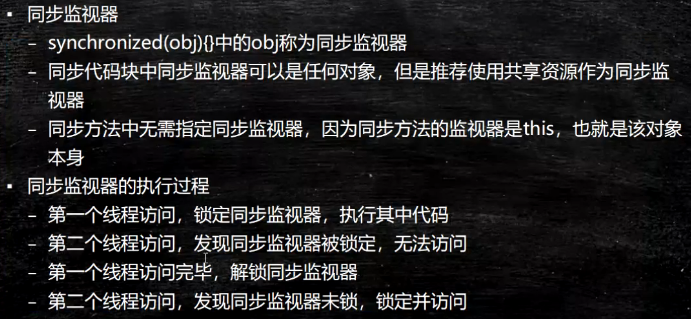 ▪ 同步监视器
– synchronized(obj){}中的obj称为同步监视器
– 同步代码块中同步监视器可以是任何对象，但是推荐使用共享资源作为同步监
视器
– 同步方法中无需指定同步监视器，因为同步方法的监视器是this，也就是该对象
本身
▪ 同步监视器的执行过程
– 第一个线程访问，锁定同步监视器，执行其中代码
– 第二个线程访问，发现同步监视器被锁定，无法访问
– 第一个线程访问完毕，解锁同步监视器
– 第二个线程访问，发现同步监视器未锁，锁定并访问